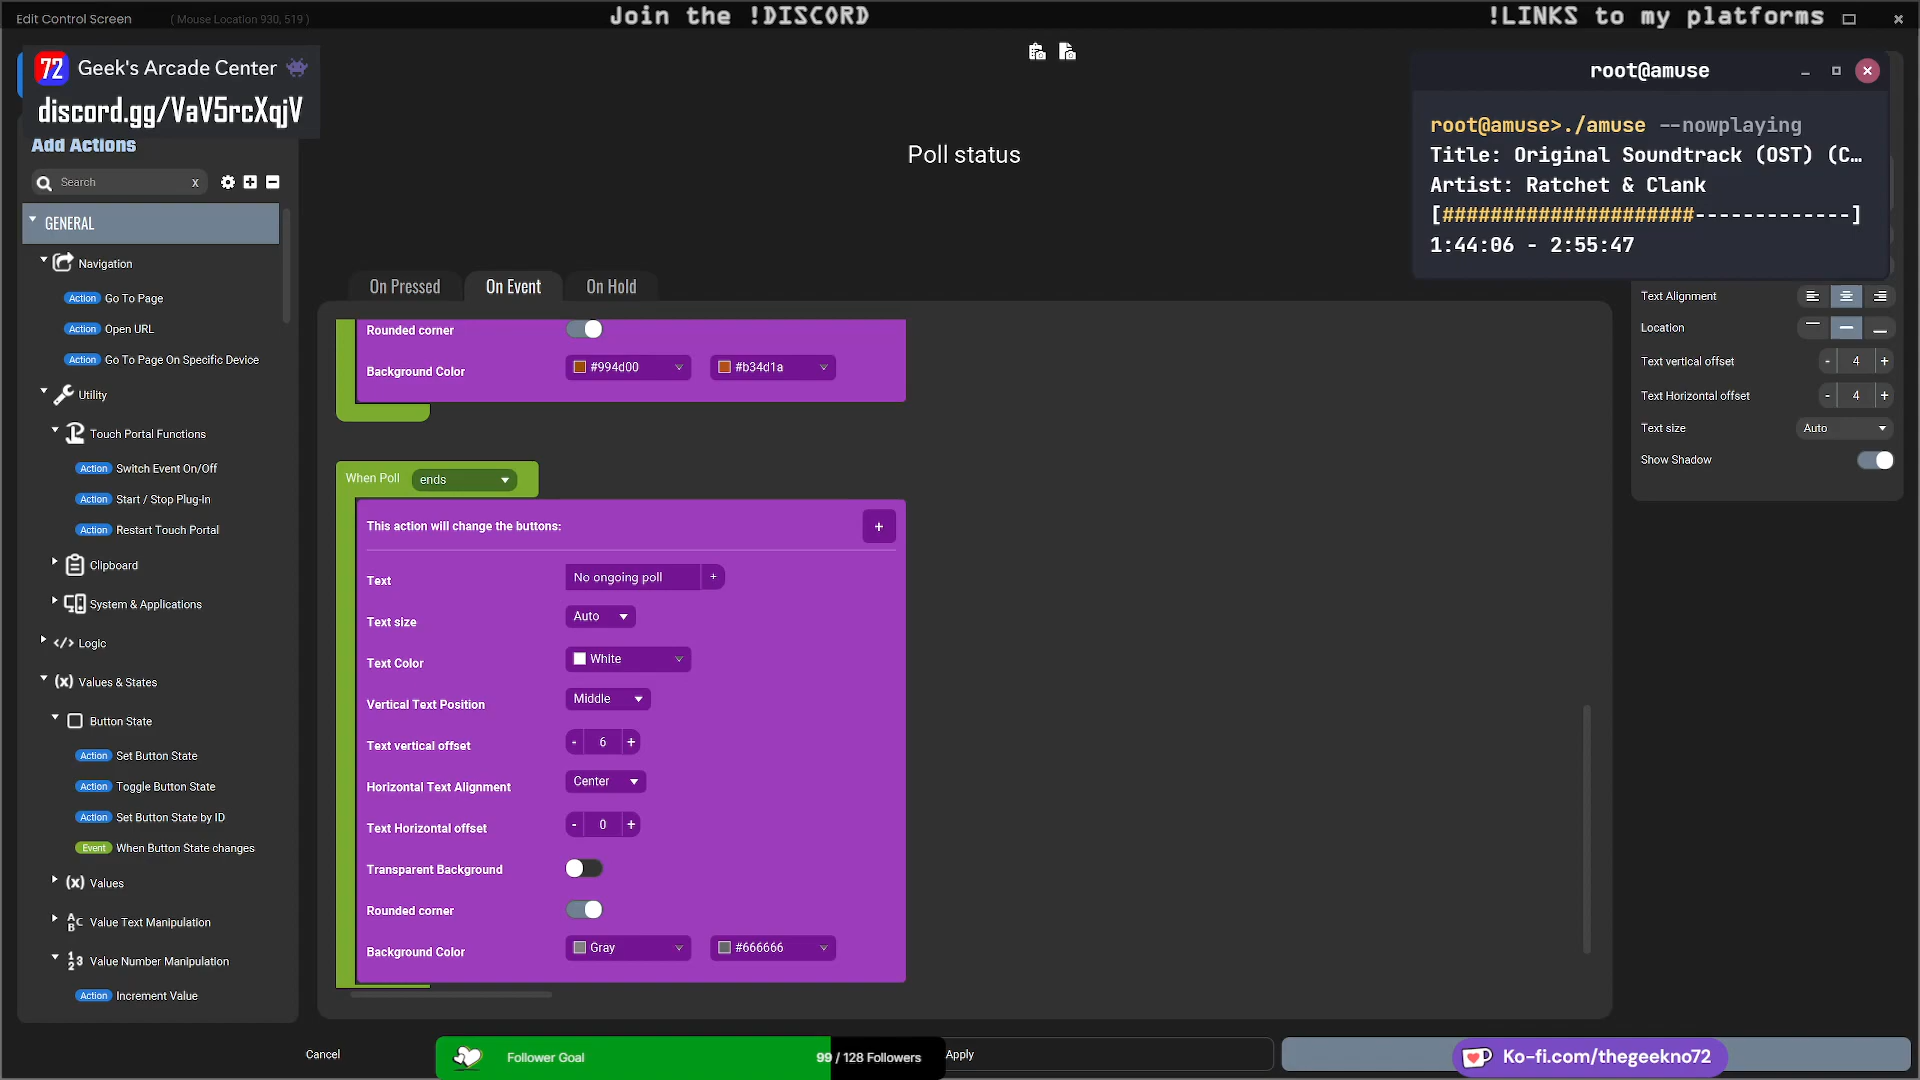 Edit Control Screen
( Mouse Location 930, 519 )
Join the !DISCORD
!LINKS to my platforms
72 Geek's Arcade Center
discord.gg/VaV5rcXqjV
root@amuse
root@amuse>./amuse --nowplaying
Title: Original Soundtrack (OST) (C…
Artist: Ratchet & Clank
[#####################-------------]
1:44:06 - 2:55:47
Add Actions
Search
x
GENERAL
Navigation
Action Go To Page
Action Open URL
Action Go To Page On Specific Device
Utility
Touch Portal Functions
Action Switch Event On/Off
Action Start / Stop Plug-In
Action Restart Touch Portal
Clipboard
System & Applications
Logic
Values & States
Button State
Action Set Button State
Action Toggle Button State
Action Set Button State by ID
Event When Button State changes
Values
Value Text Manipulation
Value Number Manipulation
Action Increment Value
Poll status
On Pressed
On Event
On Hold
Rounded corner
Background Color #994d00 #b34d1a
When Poll ends
This action will change the buttons: +
Text No ongoing poll +
Text size Auto
Text Color White
Vertical Text Position Middle
Text vertical offset - 6 +
Horizontal Text Alignment Center
Text Horizontal offset - 0 +
Transparent Background
Rounded corner
Background Color Gray #666666
Text Alignment
Location
Text vertical offset - 4 +
Text Horizontal offset - 4 +
Text size Auto
Show Shadow
Cancel
Follower Goal 99 / 128 Followers
Apply
Ko-fi.com/thegeekno72